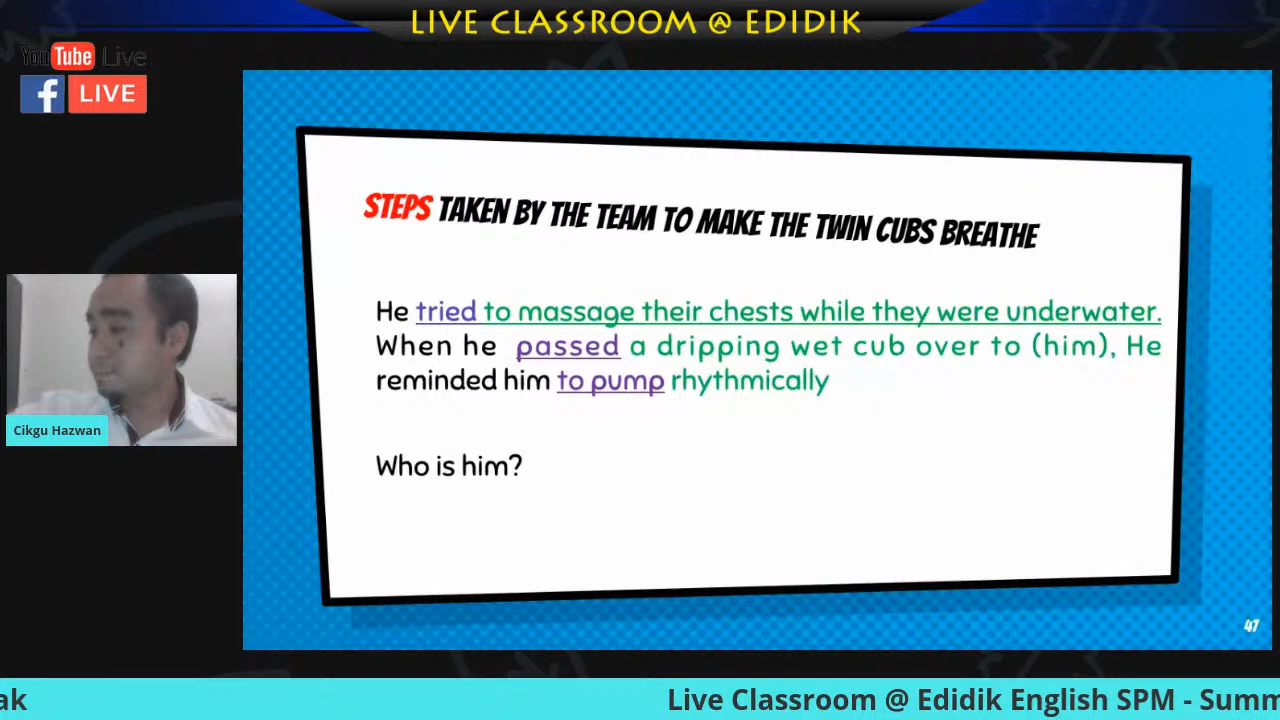 LIVE CLASSROOM @ EDIDIK
YouTube Live
f LIVE
STEPS TAKEN BY THE TEAM TO MAKE THE TWIN CUBS BREATHE
He tried to massage their chests while they were underwater.
When he passed a dripping wet cub over to (him), He
reminded him to pump rhythmically
Who is him?
Cikgu Hazwan
47
ak
Live Classroom @ Edidik English SPM - Summ